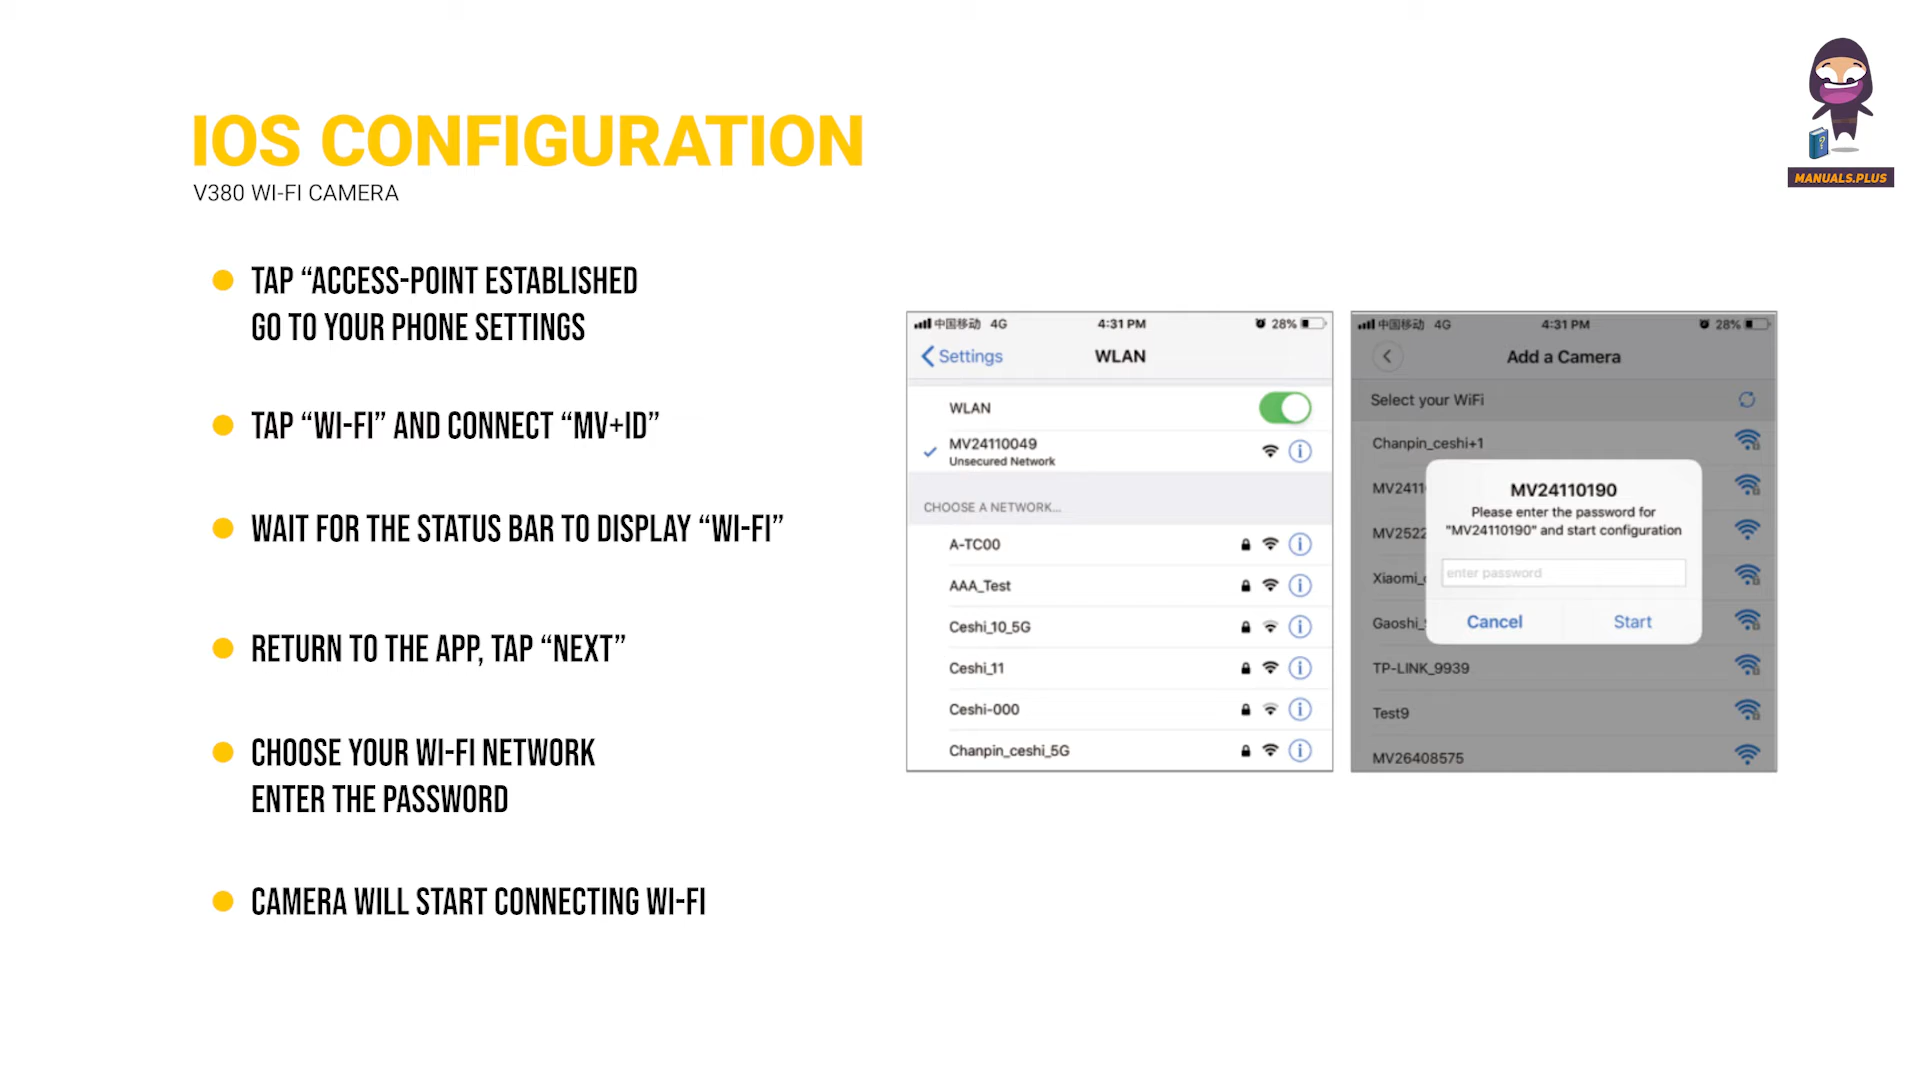 IOS CONFIGURATION
V380 WI-FI CAMERA
MANUALS.PLUS
TAP “ACCESS-POINT ESTABLISHED
GO TO YOUR PHONE SETTINGS
TAP “WI-FI” AND CONNECT “MV+ID”
WAIT FOR THE STATUS BAR TO DISPLAY “WI-FI”
RETURN TO THE APP, TAP “NEXT”
CHOOSE YOUR WI-FI NETWORK
ENTER THE PASSWORD
CAMERA WILL START CONNECTING WI-FI
中国移动 4G 4:31 PM 28%
Settings WLAN
WLAN
MV24110049
Unsecured Network
CHOOSE A NETWORK...
A-TC00
AAA_Test
Ceshi_10_5G
Ceshi_11
Ceshi-000
Chanpin_ceshi_5G
中国移动 4G 4:31 PM 28%
Add a Camera
Select your WiFi
Chanpin_ceshi+1
MV2411
MV2522
Xiaomi_
Gaoshi_
TP-LINK_9939
Test9
MV26408575
MV24110190
Please enter the password for
"MV24110190" and start configuration
enter password
Cancel Start